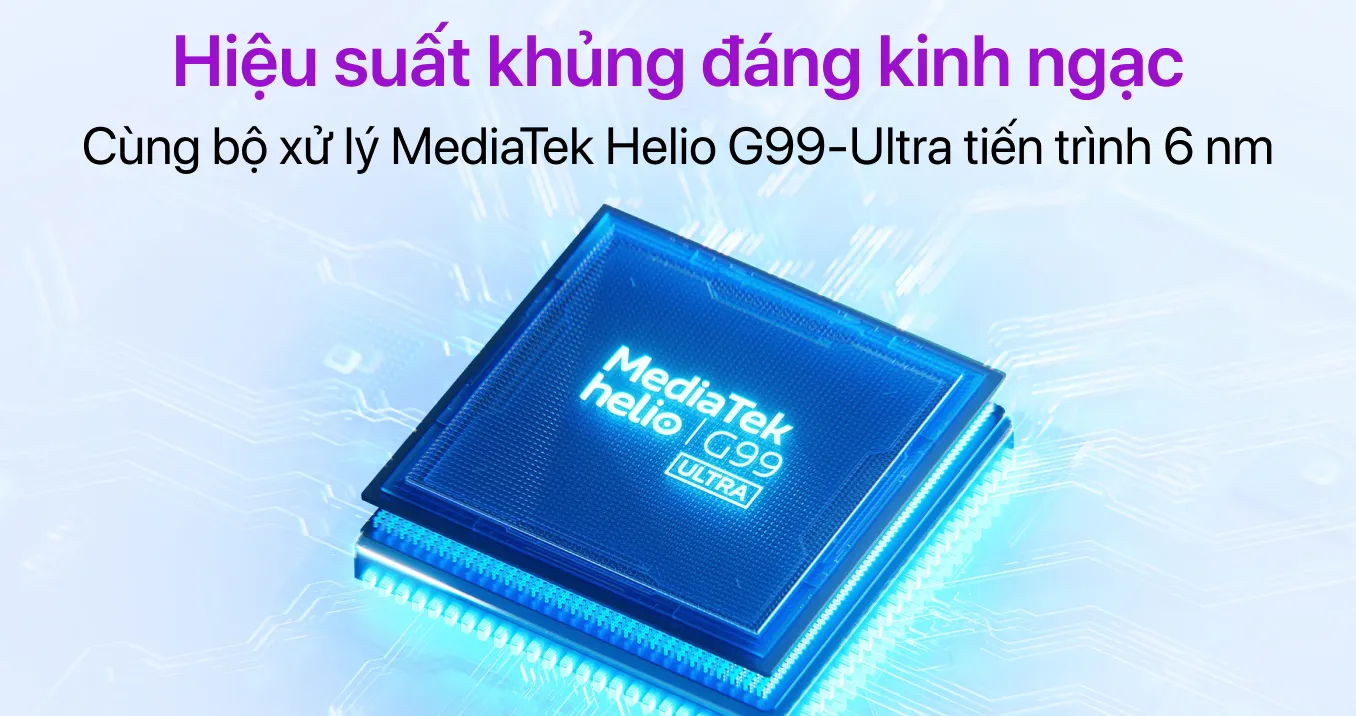 Hiệu suất khủng đáng kinh ngạc
Cùng bộ xử lý MediaTek Helio G99-Ultra tiến trình 6 nm
MediaTek
helio G99
ULTRA